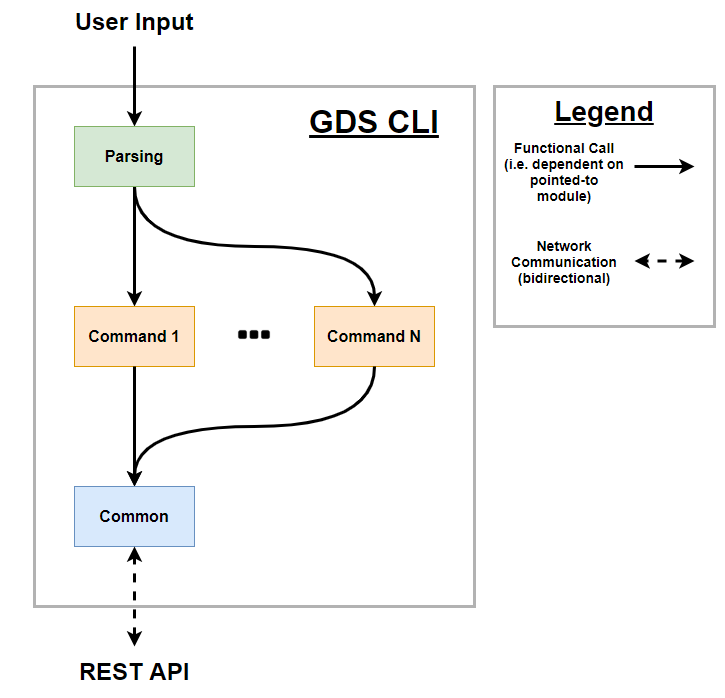 User Input
GDS CLI
Parsing
Command 1
Command N
Common
REST API
Legend
Functional Call
(i.e. dependent on
pointed-to
module)
Network
Communication
(bidirectional)